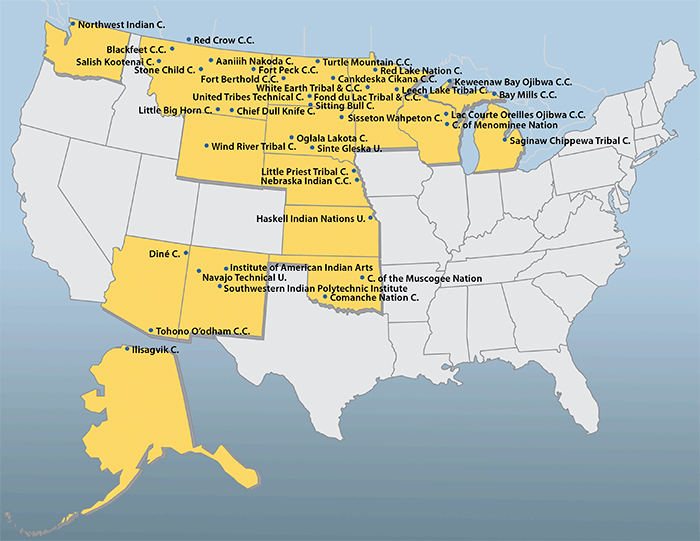 Northwest Indian C.
Red Crow C.C.
Blackfeet C.C.
Salish Kootenai C.
Aaniiih Nakoda C.
Turtle Mountain C.C.
Stone Child C.
Fort Peck C.C.
Red Lake Nation C.
Fort Berthold C.C.
Cankdeska Cikana C.C.
Keweenaw Bay Ojibwa C.C.
White Earth Tribal & C.C.
Leech Lake Tribal C.
Bay Mills C.C.
United Tribes Technical C.
Fond du Lac Tribal & C.C.
Sitting Bull C.
Little Big Horn C.
Chief Dull Knife C.
Sisseton Wahpeton C.
Lac Courte Oreilles Ojibwa C.C.
C. of Menominee Nation
Oglala Lakota C.
Saginaw Chippewa Tribal C.
Wind River Tribal C.
Sinte Gleska U.
Little Priest Tribal C.
Nebraska Indian C.C.
Haskell Indian Nations U.
Diné C.
Institute of American Indian Arts
Navajo Technical U.
C. of the Muscogee Nation
Southwestern Indian Polytechnic Institute
Comanche Nation C.
Tohono O'odham C.C.
Ilisagvik C.